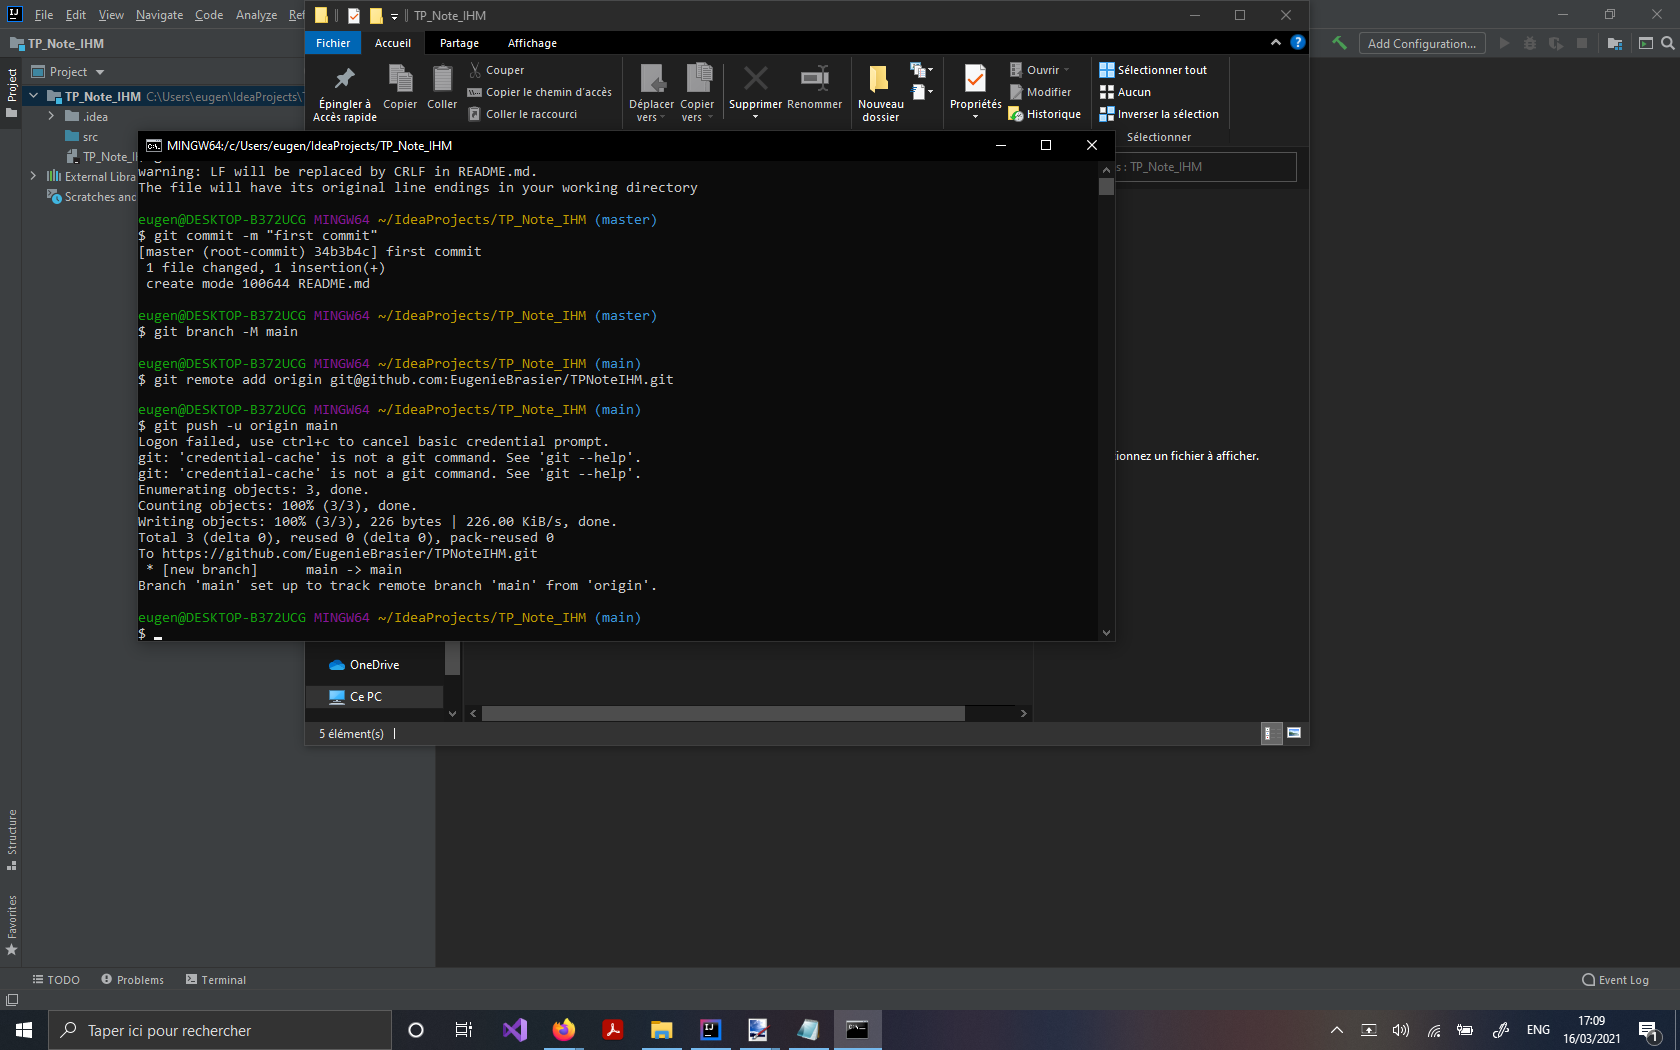 File Edit View Navigate Code Analyze
TP_Note_IHM
TP_Note_IHM
Add Configuration...
Project
Project
TP_Note_IHM C:\Users\eugen\IdeaProjects\
.idea
src
External Libra
Scratches anc
Fichier Accueil Partage Affichage
Épingler à Accès rapide
Copier
Coller
Couper
Copier le chemin d'accès
Coller le raccourci
Déplacer vers
Copier vers
Supprimer
Renommer
Nouveau dossier
Propriétés
Ouvrir
Modifier
Historique
Sélectionner tout
Aucun
Inverser la sélection
Sélectionner
s : TP_Note_IHM
MINGW64:/c/Users/eugen/IdeaProjects/TP_Note_IHM
warning: LF will be replaced by CRLF in README.md.
The file will have its original line endings in your working directory
eugen@DESKTOP-B372UCG MINGW64 ~/IdeaProjects/TP_Note_IHM (master)
$ git commit -m "first commit"
[master (root-commit) 34b3b4c] first commit
1 file changed, 1 insertion(+)
create mode 100644 README.md
eugen@DESKTOP-B372UCG MINGW64 ~/IdeaProjects/TP_Note_IHM (master)
$ git branch -M main
eugen@DESKTOP-B372UCG MINGW64 ~/IdeaProjects/TP_Note_IHM (main)
$ git remote add origin git@github.com:EugenieBrasier/TPNoteIHM.git
eugen@DESKTOP-B372UCG MINGW64 ~/IdeaProjects/TP_Note_IHM (main)
$ git push -u origin main
Logon failed, use ctrl+c to cancel basic credential prompt.
git: 'credential-cache' is not a git command. See 'git --help'.
git: 'credential-cache' is not a git command. See 'git --help'.
Enumerating objects: 3, done.
Counting objects: 100% (3/3), done.
Writing objects: 100% (3/3), 226 bytes | 226.00 KiB/s, done.
Total 3 (delta 0), reused 0 (delta 0), pack-reused 0
To https://github.com/EugenieBrasier/TPNoteIHM.git
* [new branch] main -> main
Branch 'main' set up to track remote branch 'main' from 'origin'.
eugen@DESKTOP-B372UCG MINGW64 ~/IdeaProjects/TP_Note_IHM (main)
$
ionnez un fichier à afficher.
OneDrive
Ce PC
5 élément(s)
Structure
Favorites
TODO Problems Terminal
Event Log
Taper ici pour rechercher
ENG
17:09
16/03/2021
1